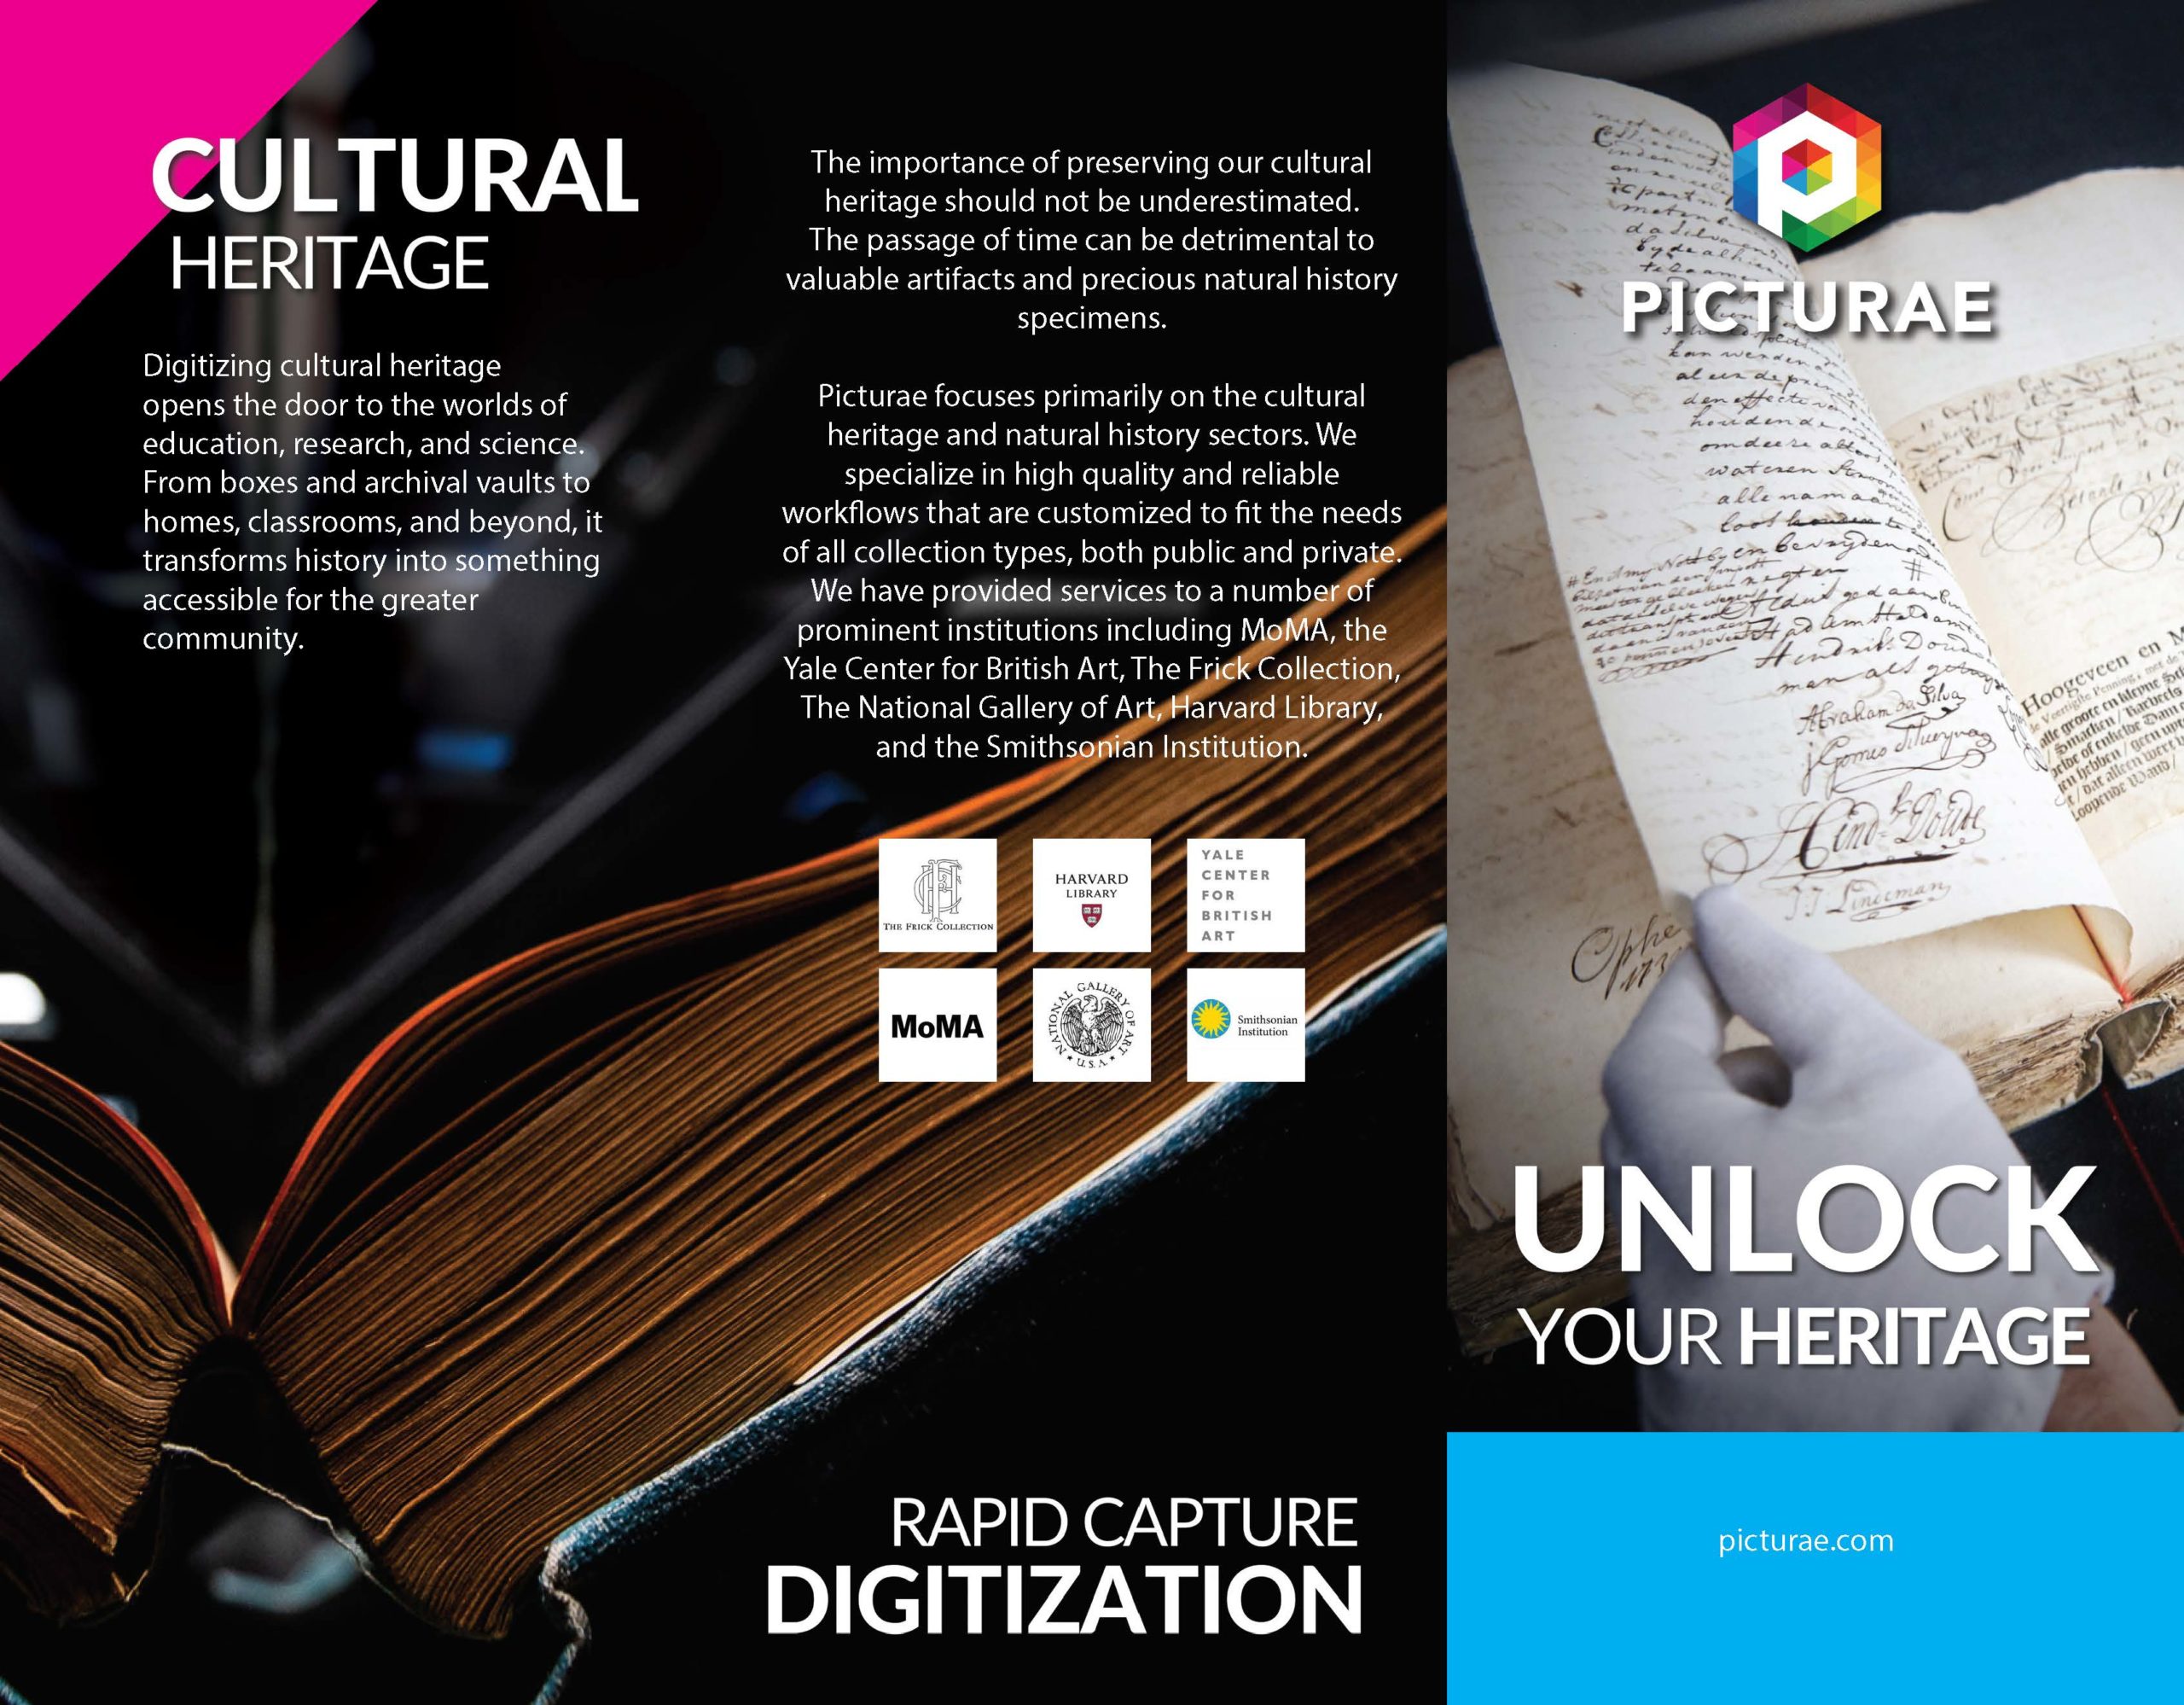 CULTURAL
HERITAGE
Digitizing cultural heritage
opens the door to the worlds of
education, research, and science.
From boxes and archival vaults to
homes, classrooms, and beyond, it
transforms history into something
accessible for the greater
community.
The importance of preserving our cultural
heritage should not be underestimated.
The passage of time can be detrimental to
valuable artifacts and precious natural history
specimens.
Picturae focuses primarily on the cultural
heritage and natural history sectors. We
specialize in high quality and reliable
workflows that are customized to fit the needs
of all collection types, both public and private.
We have provided services to a number of
prominent institutions including MoMA, the
Yale Center for British Art, The Frick Collection,
The National Gallery of Art, Harvard Library,
and the Smithsonian Institution.
THE FRICK COLLECTION
HARVARD
LIBRARY
YALE
CENTER
FOR
BRITISH
ART
MoMA
NATIONAL GALLERY OF ART
U.S.A.
Smithsonian
Institution
RAPID CAPTURE
DIGITIZATION
PICTURAE
kan wenden
houdende
Abraham da Silva
Hend. Doude
J J Lindeman
Hoogeveen en
UNLOCK
YOUR HERITAGE
picturae.com